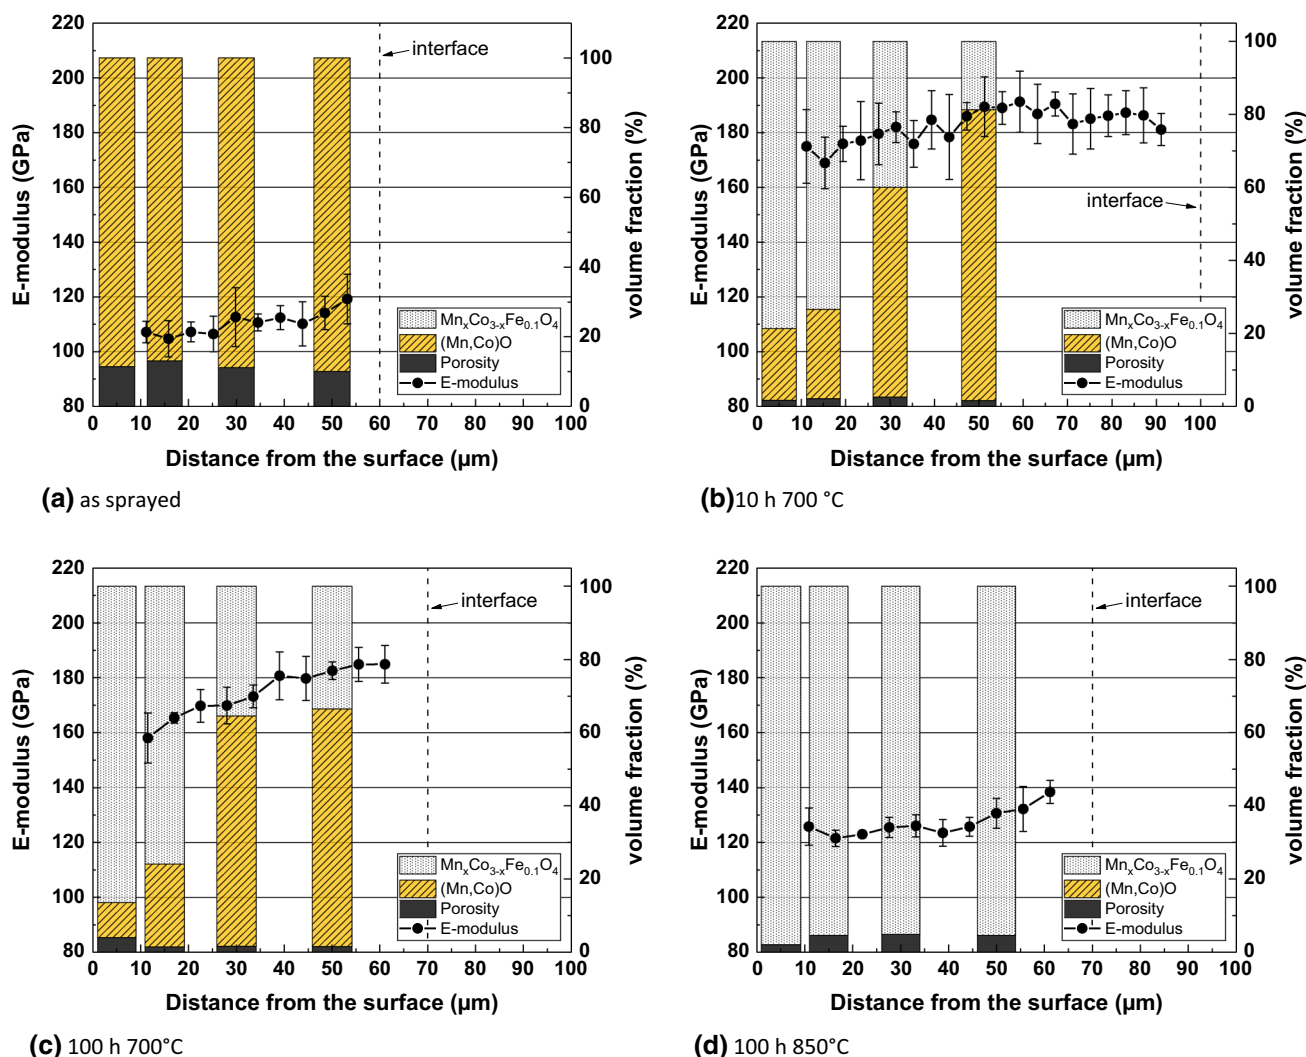 220
200
180
160
140
120
100
80
E-modulus (GPa)
0 10 20 30 40 50 60 70 80 90 100
Distance from the surface (µm)
100
80
60
40
20
0
volume fraction (%)
interface
MnxCo3-xFe0.1O4
(Mn,Co)O
Porosity
E-modulus
(a) as sprayed
220
200
180
160
140
120
100
80
E-modulus (GPa)
0 10 20 30 40 50 60 70 80 90 100
Distance from the surface (µm)
100
80
60
40
20
0
volume fraction (%)
interface
MnxCo3-xFe0.1O4
(Mn,Co)O
Porosity
E-modulus
(b) 10 h 700 °C
220
200
180
160
140
120
100
80
E-modulus (GPa)
0 10 20 30 40 50 60 70 80 90 100
Distance from the surface (µm)
100
80
60
40
20
0
volume fraction (%)
interface
MnxCo3-xFe0.1O4
(Mn,Co)O
Porosity
E-modulus
(c) 100 h 700°C
220
200
180
160
140
120
100
80
E-modulus (GPa)
0 10 20 30 40 50 60 70 80 90 100
Distance from the surface (µm)
100
80
60
40
20
0
volume fraction (%)
interface
MnxCo3-xFe0.1O4
(Mn,Co)O
Porosity
E-modulus
(d) 100 h 850°C